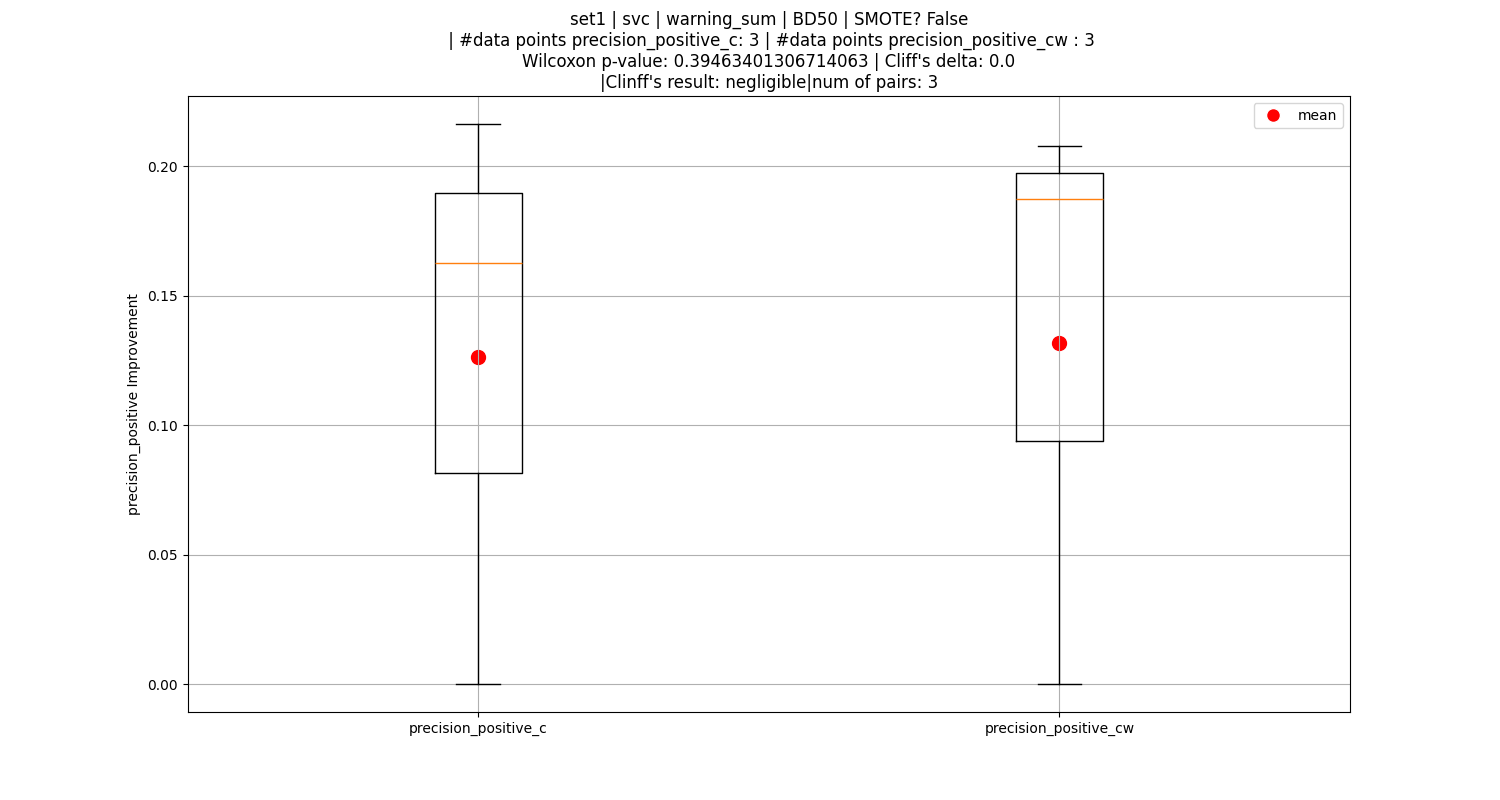 set1 | svc | warning_sum | BD50 | SMOTE? False
| #data points precision_positive_c: 3 | #data points precision_positive_cw : 3
Wilcoxon p-value: 0.39463401306714063 | Cliff's delta: 0.0
|Clinff's result: negligible|num of pairs: 3
mean
0.20
0.15
0.10
0.05
0.00
precision_positive Improvement
precision_positive_c
precision_positive_cw